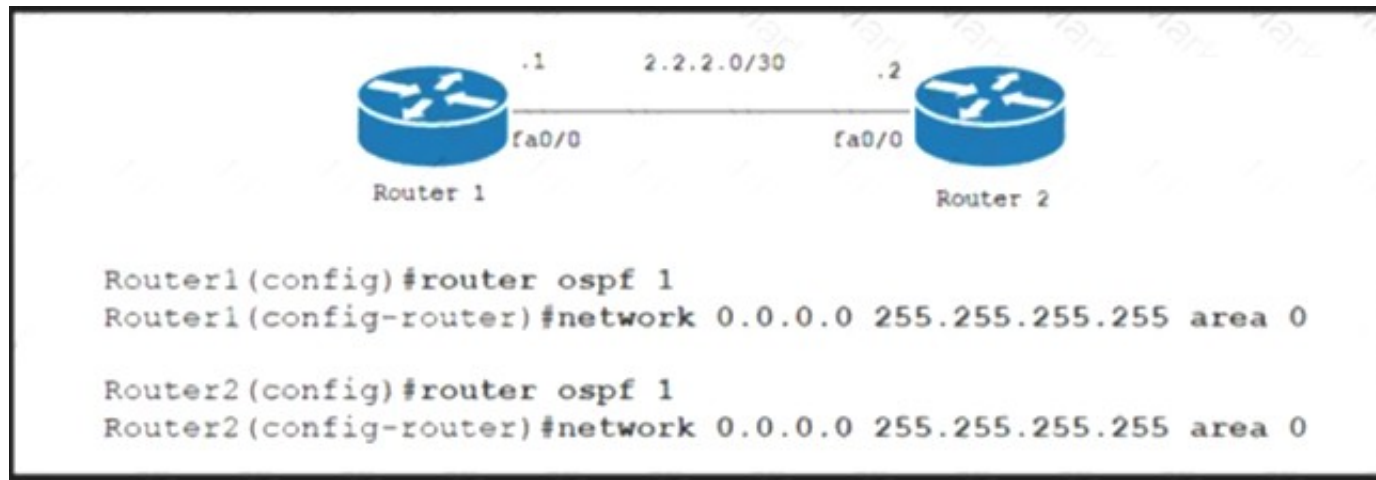 .1 2.2.2.0/30 .2
fa0/0 fa0/0
Router 1 Router 2
Router1(config)#router ospf 1
Router1(config-router)#network 0.0.0.0 255.255.255.255 area 0
Router2(config)#router ospf 1
Router2(config-router)#network 0.0.0.0 255.255.255.255 area 0